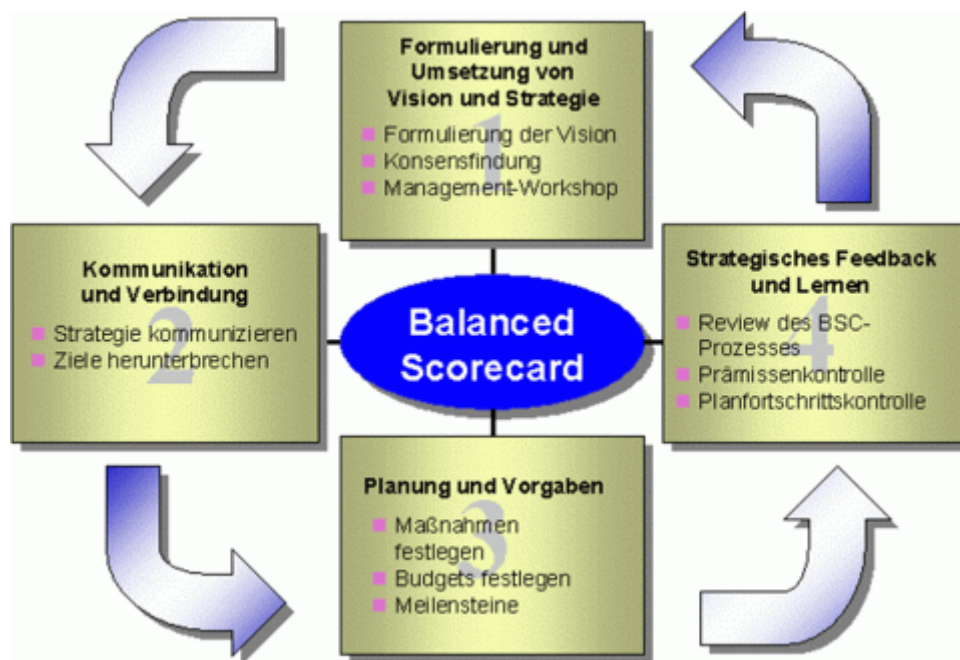 1
Formulierung und
Umsetzung von
Vision und Strategie
Formulierung der Vision
Konsensfindung
Management-Workshop
2
Kommunikation
und Verbindung
Strategie kommunizieren
Ziele herunterbrechen
Balanced
Scorecard
3
Planung und Vorgaben
Maßnahmen
festlegen
Budgets festlegen
Meilensteine
4
Strategisches Feedback
und Lernen
Review des BSC-
Prozesses
Prämissenkontrolle
Planfortschrittskontrolle